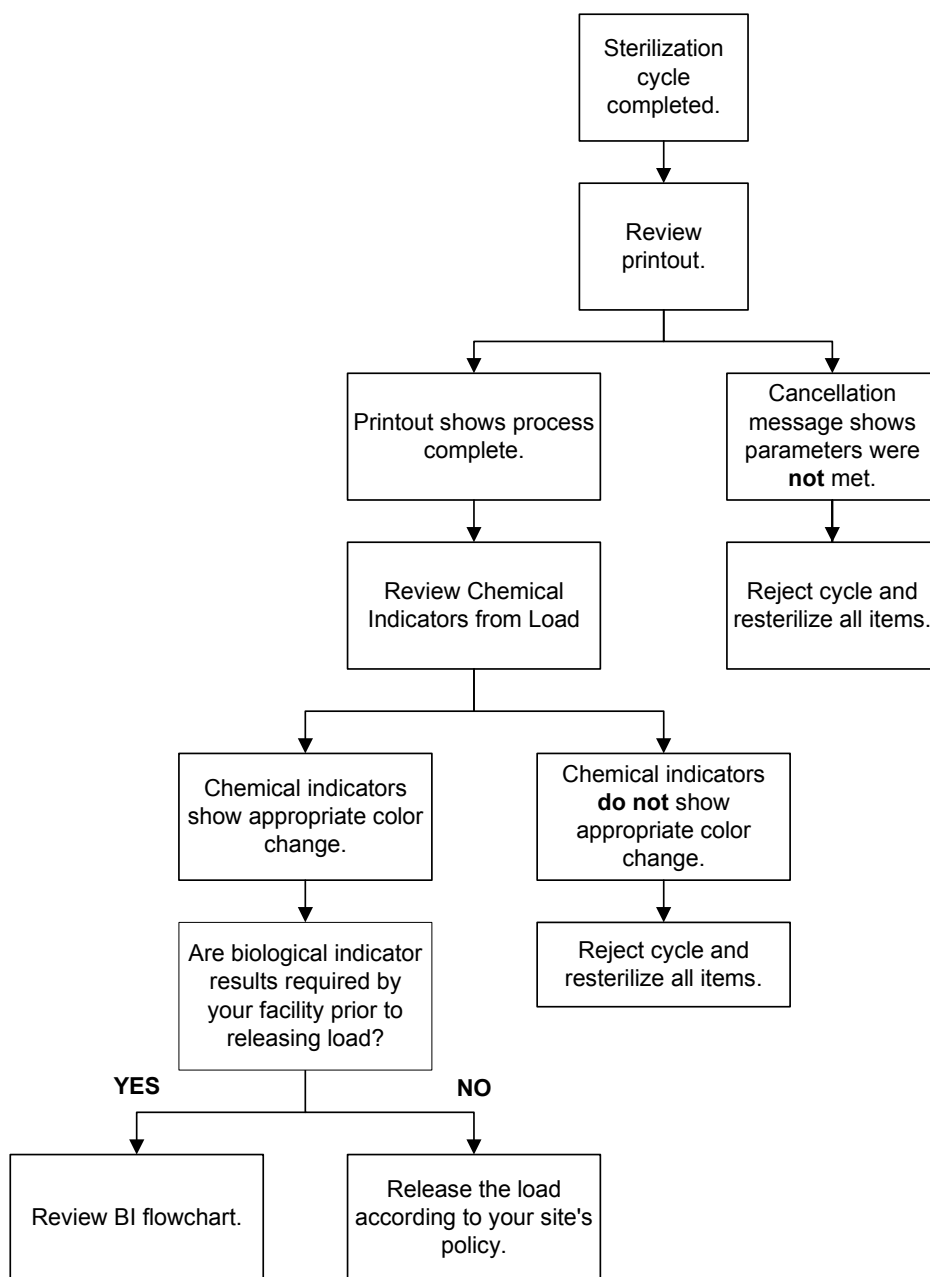 Sterilization
cycle
completed.
Review
printout.
Printout shows process
complete.
Cancellation
message shows
parameters were
not met.
Review Chemical
Indicators from Load
Reject cycle and
resterilize all items.
Chemical indicators
show appropriate color
change.
Chemical indicators
do not show
appropriate color
change.
Are biological indicator
results required by
your facility prior to
releasing load?
Reject cycle and
resterilize all items.
YES
NO
Review BI flowchart.
Release the load
according to your site's
policy.